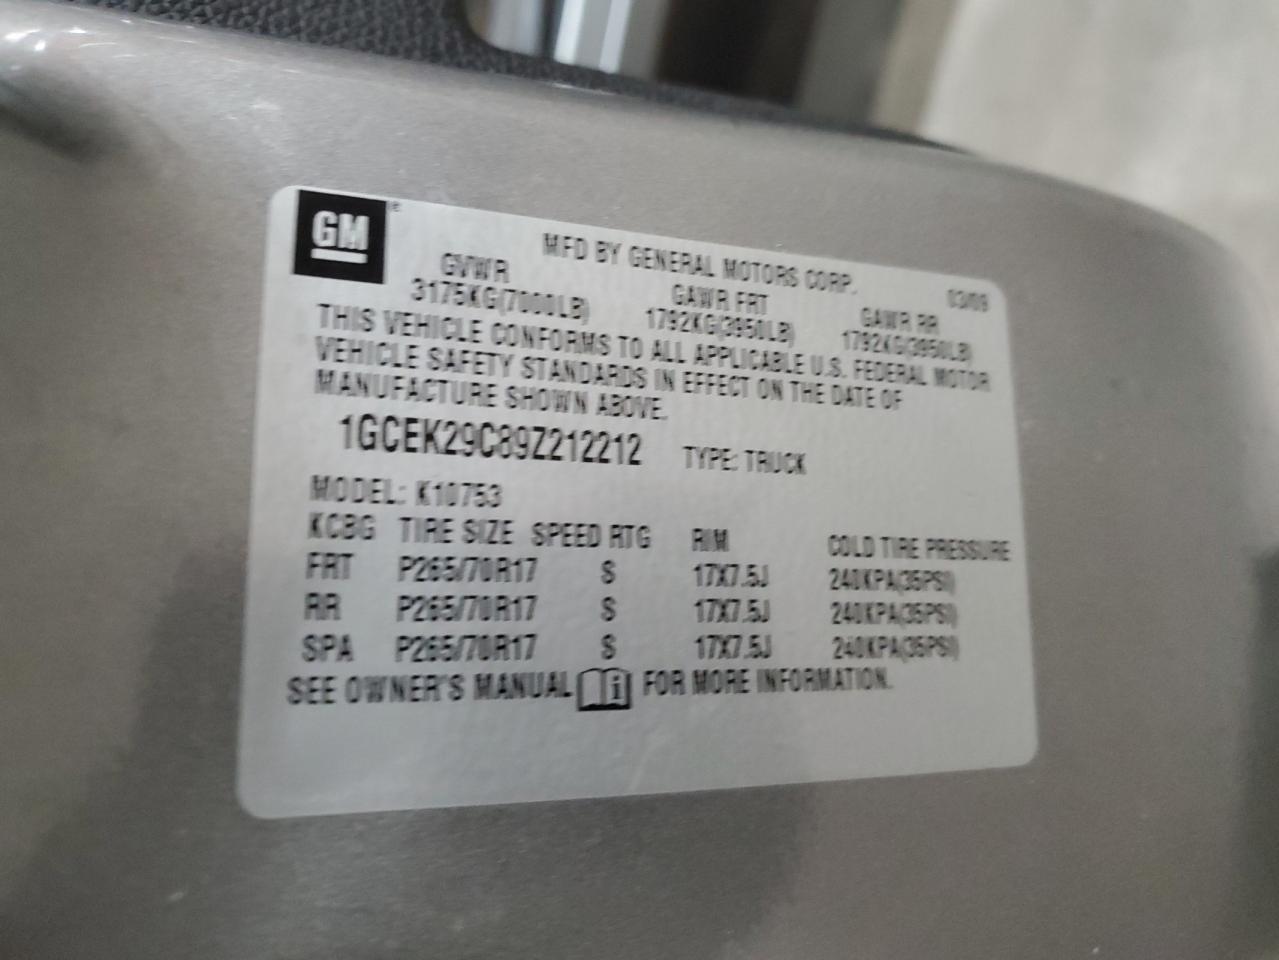 GM
MFD BY GENERAL MOTORS CORP. 03/09
GVWR GAWR FRT GAWR RR
3175KG(7000LB) 1792KG(3950LB) 1792KG(3950LB)
THIS VEHICLE CONFORMS TO ALL APPLICABLE U.S. FEDERAL MOTOR
VEHICLE SAFETY STANDARDS IN EFFECT ON THE DATE OF
MANUFACTURE SHOWN ABOVE.
1GCEK29C89Z212212 TYPE: TRUCK
MODEL: K10753
KCBG TIRE SIZE SPEED RTG RIM COLD TIRE PRESSURE
FRT P265/70R17 S 17X7.5J 240KPA(35PSI)
RR P265/70R17 S 17X7.5J 240KPA(35PSI)
SPA P265/70R17 S 17X7.5J 240KPA(35PSI)
SEE OWNER'S MANUAL i FOR MORE INFORMATION.